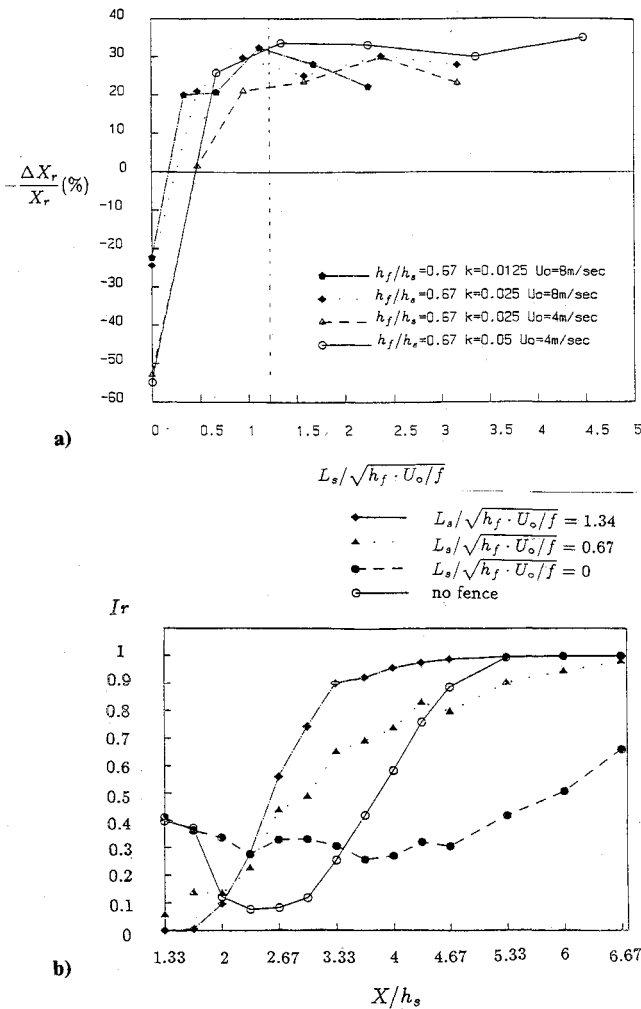 40
30
20
10
0
-10
-20
-30
-40
-50
-60
− ΔX_r / X_r (%)
h_f/h_s=0.67 k=0.0125 Uo=8m/sec
h_f/h_s=0.67 k=0.025 Uo=8m/sec
h_f/h_s=0.67 k=0.025 Uo=4m/sec
h_f/h_s=0.67 k=0.05 Uo=4m/sec
a)
0 0.5 1 1.5 2 2.5 3 3.5 4 4.5 5
L_s/√(h_f · U_o/f)
L_s/√(h_f · U_o/f) = 1.34
L_s/√(h_f · U_o/f) = 0.67
L_s/√(h_f · U_o/f) = 0
no fence
Ir
1
0.9
0.8
0.7
0.6
0.5
0.4
0.3
0.2
0.1
0
b)
1.33 2 2.67 3.33 4 4.67 5.33 6 6.67
X/h_s